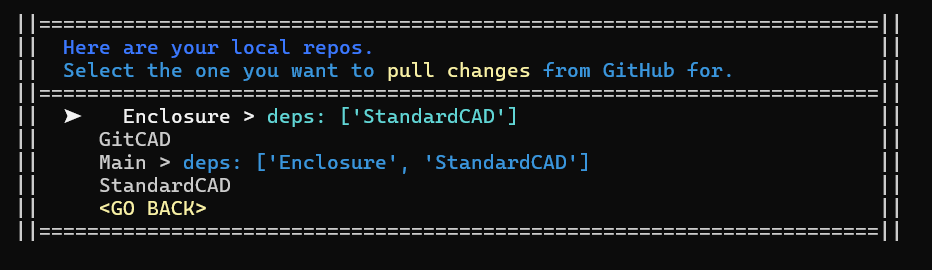 ||======================================================================||
||  Here are your local repos.                                          ||
||  Select the one you want to pull changes from GitHub for.            ||
||======================================================================||
||  ➤   Enclosure > deps: ['StandardCAD']                               ||
||     GitCAD                                                           ||
||     Main > deps: ['Enclosure', 'StandardCAD']                        ||
||     StandardCAD                                                      ||
||     <GO BACK>                                                        ||
||======================================================================||